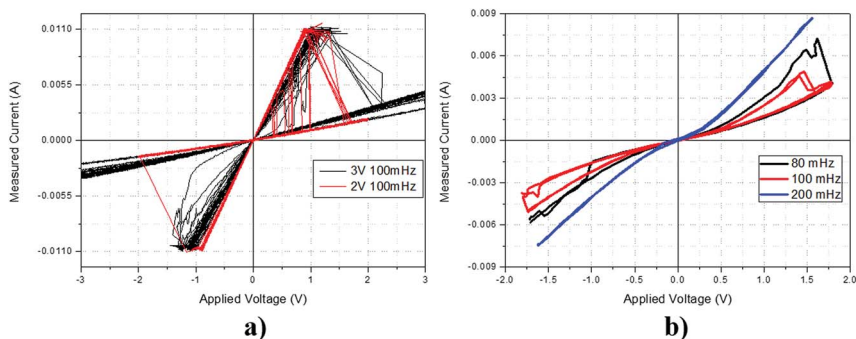 0.0110
0.0055
0.0000
-0.0055
-0.0110
-3
-2
-1
0
1
2
3
Measured Current (A)
Applied Voltage (V)
3V 100mHz
2V 100mHz
a)
0.009
0.006
0.003
0.000
-0.003
-0.006
-0.009
-2.0
-1.5
-1.0
-0.5
0.0
0.5
1.0
1.5
2.0
Measured Current (A)
Applied Voltage (V)
80 mHz
100 mHz
200 mHz
b)